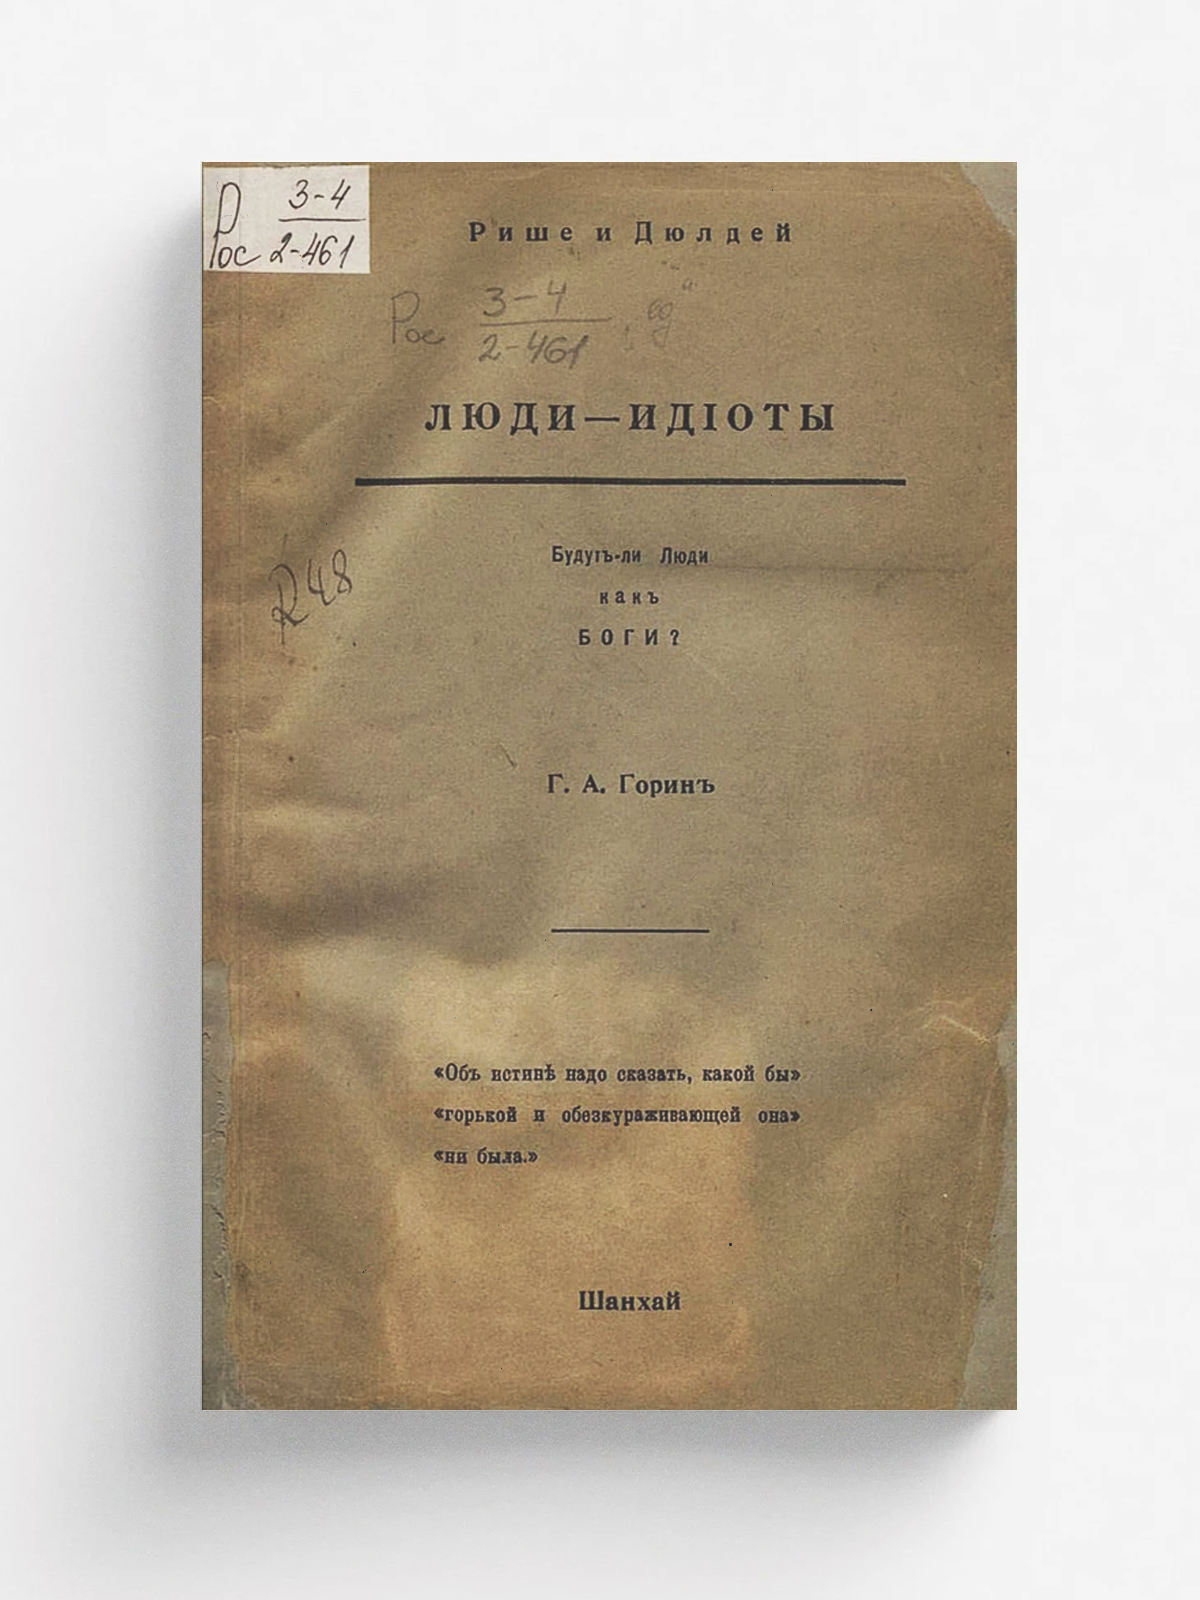 Рос 3-4
2-461
Рише и Дюлдей
Рос 3-4
2-461
ЛЮДИ—ИДІОТЫ
Будутъ-ли Люди
какъ
БОГИ?
R48
Г. А. Горинъ
«Объ истинѣ надо сказать, какой бы»
«горькой и обезкураживающей она»
«ни была.»
Шанхай